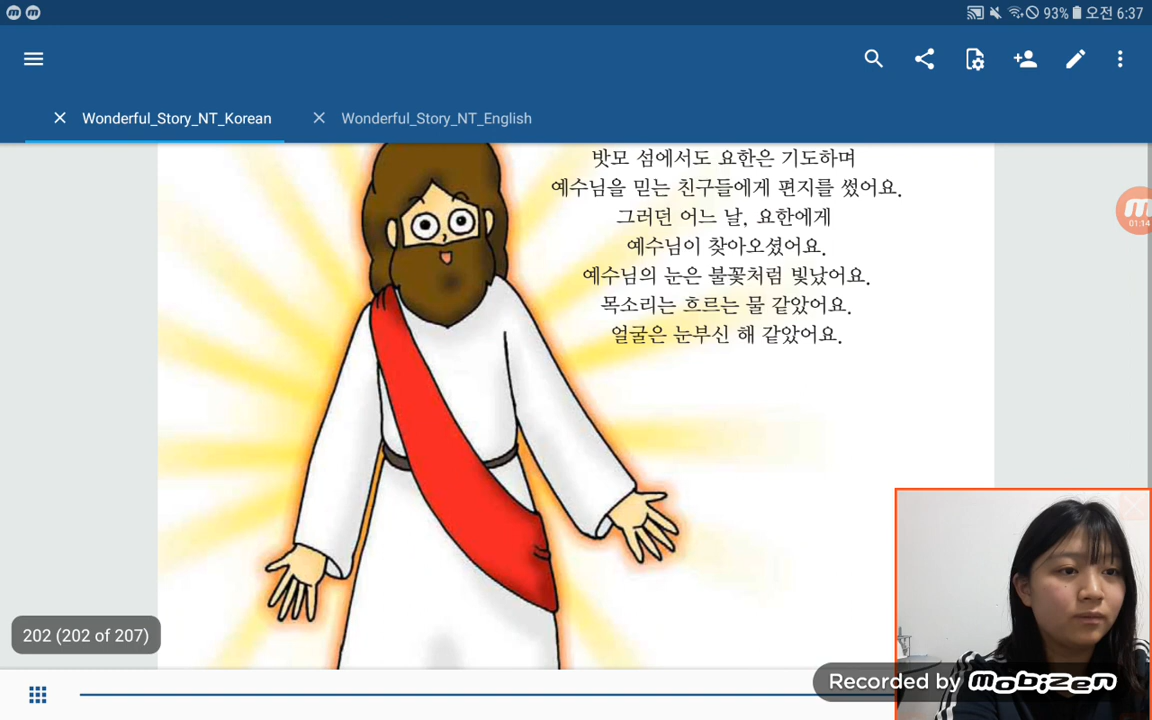 93% 오전 6:37
Wonderful_Story_NT_Korean
Wonderful_Story_NT_English
밧모 섬에서도 요한은 기도하며
예수님을 믿는 친구들에게 편지를 썼어요.
그러던 어느 날, 요한에게
예수님이 찾아오셨어요.
예수님의 눈은 불꽃처럼 빛났어요.
목소리는 흐르는 물 같았어요.
얼굴은 눈부신 해 같았어요.
01:14
202 (202 of 207)
Recorded by mobizen